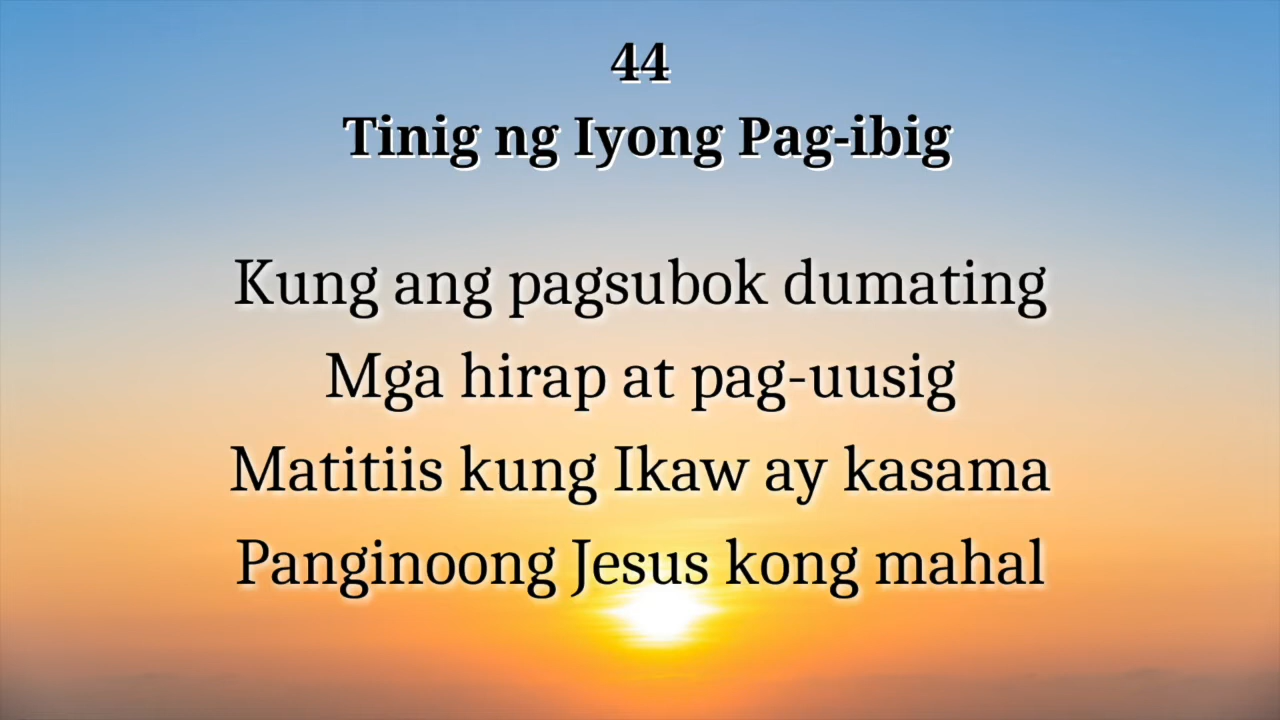 44
Tinig ng Iyong Pag-ibig
Kung ang pagsubok dumating
Mga hirap at pag-uusig
Matitiis kung Ikaw ay kasama
Panginoong Jesus kong mahal